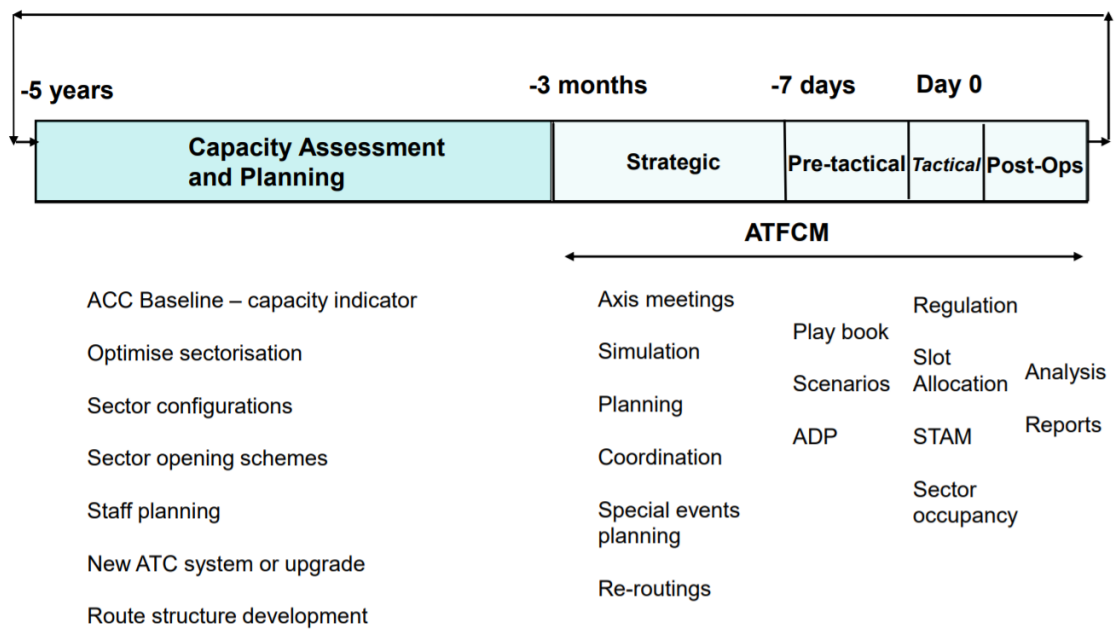 -5 years
-3 months
-7 days
Day 0
Capacity Assessment
and Planning
Strategic
Pre-tactical
Tactical
Post-Ops
ATFCM
ACC Baseline – capacity indicator
Optimise sectorisation
Sector configurations
Sector opening schemes
Staff planning
New ATC system or upgrade
Route structure development
Axis meetings
Simulation
Planning
Coordination
Special events
planning
Re-routings
Play book
Scenarios
ADP
Regulation
Slot
Allocation
STAM
Sector
occupancy
Analysis
Reports